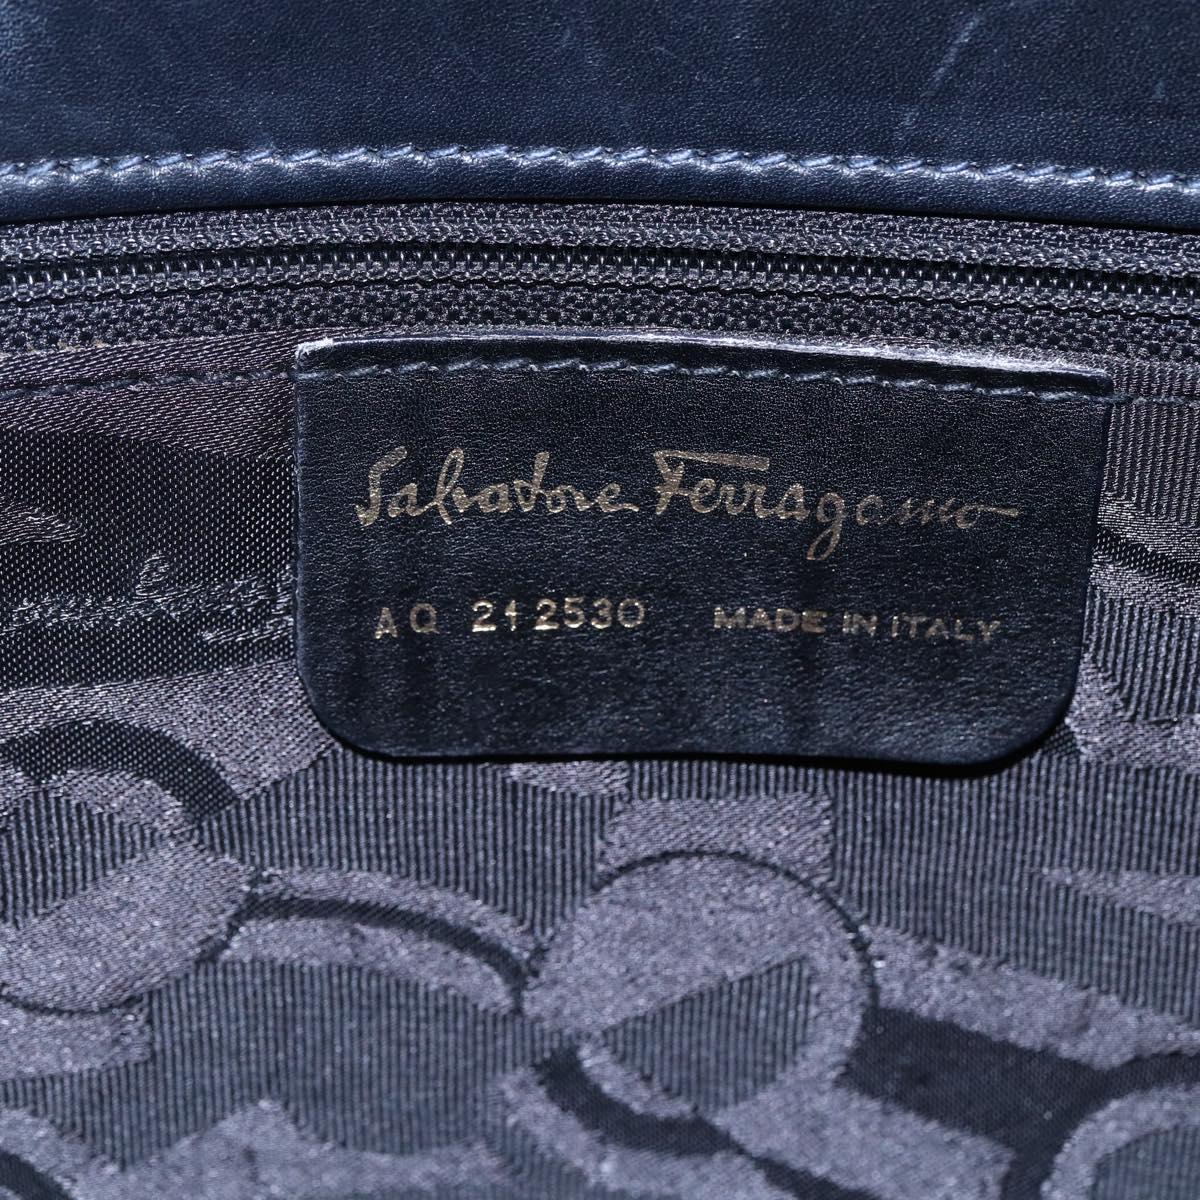 Salvatore Ferragamo
AQ 212530 MADE IN ITALY